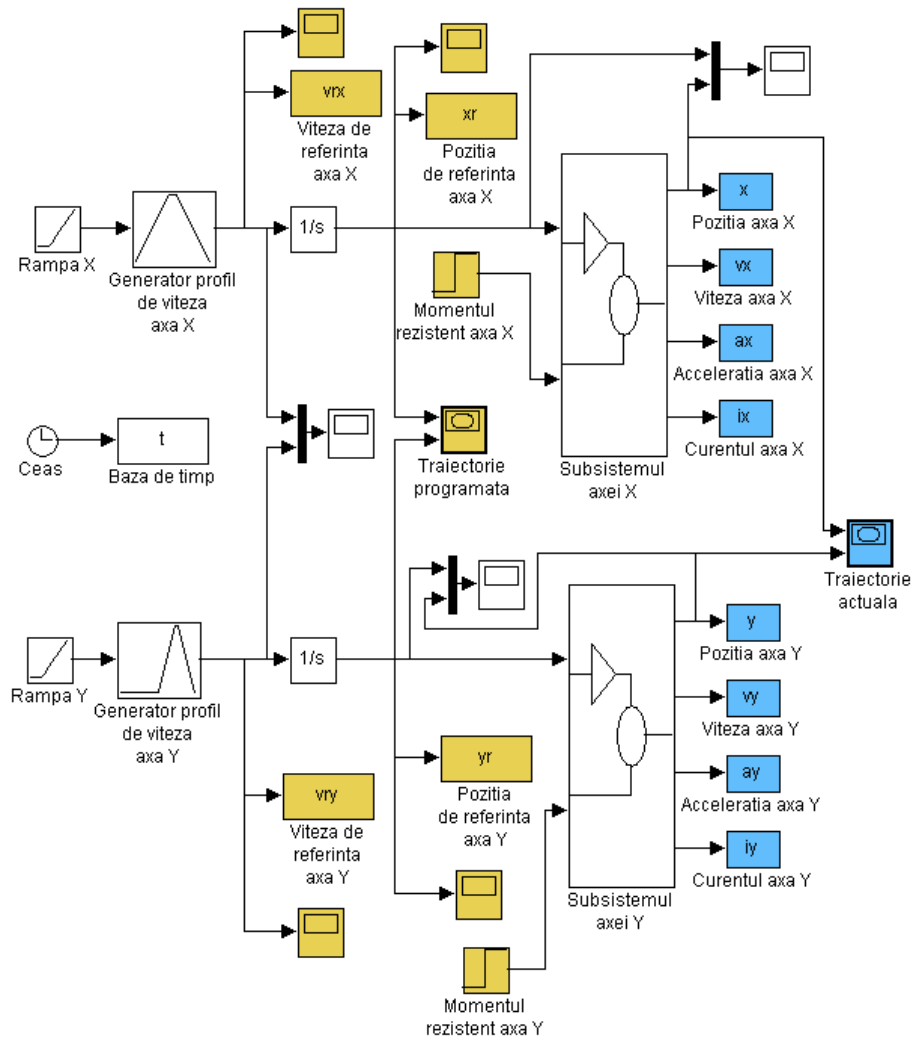 vrx
Viteza de
referinta
axa X
xr
Pozitia
de referinta
axa X
Rampa X
Generator profil
de viteza
axa X
1/s
Momentul
rezistent axa X
x
Pozitia axa X
vx
Viteza axa X
ax
Acceleratia axa X
ix
Curentul axa X
Subsistemul
axei X
Ceas
t
Baza de timp
Traiectorie
programata
Traiectorie
actuala
Rampa Y
Generator profil
de viteza
axa Y
1/s
y
Pozitia axa Y
vy
Viteza axa Y
ay
Acceleratia axa Y
iy
Curentul axa Y
Subsistemul
axei Y
vry
Viteza de
referinta
axa Y
yr
Pozitia
de referinta
axa Y
Momentul
rezistent axa Y